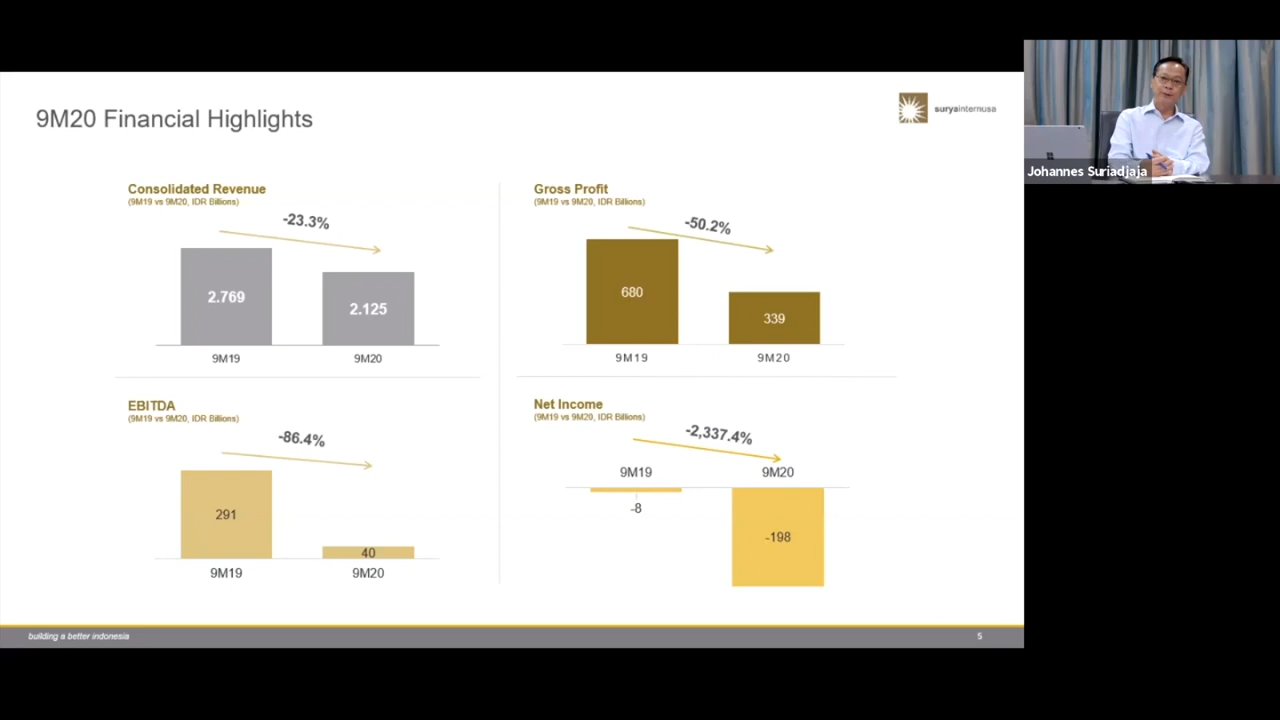 9M20 Financial Highlights
suryainternusa
Johannes Suriadjaja
Consolidated Revenue
(9M19 vs 9M20, IDR Billions)
-23.3%
2.769
2.125
9M19
9M20
Gross Profit
(9M19 vs 9M20, IDR Billions)
-50.2%
680
339
9M19
9M20
EBITDA
(9M19 vs 9M20, IDR Billions)
-86.4%
291
40
9M19
9M20
Net Income
(9M19 vs 9M20, IDR Billions)
-2,337.4%
9M19
9M20
-8
-198
building a better indonesia
5